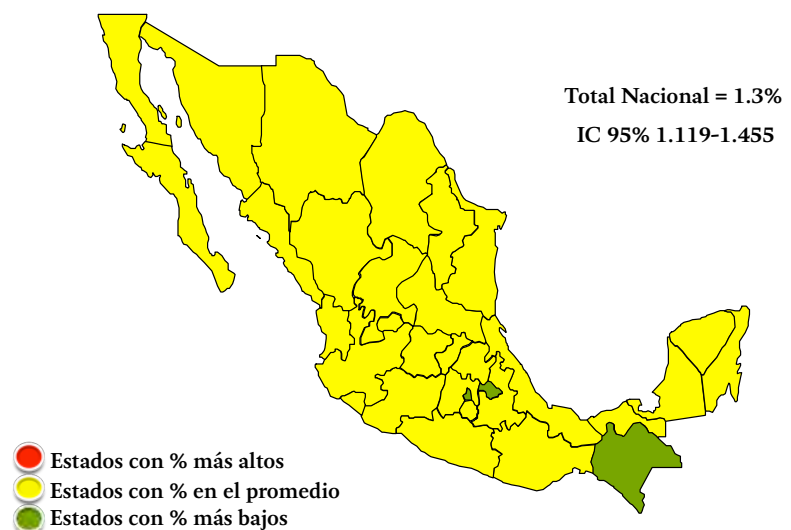 Total Nacional = 1.3%
IC 95% 1.119-1.455
Estados con % más altos
Estados con % en el promedio
Estados con % más bajos